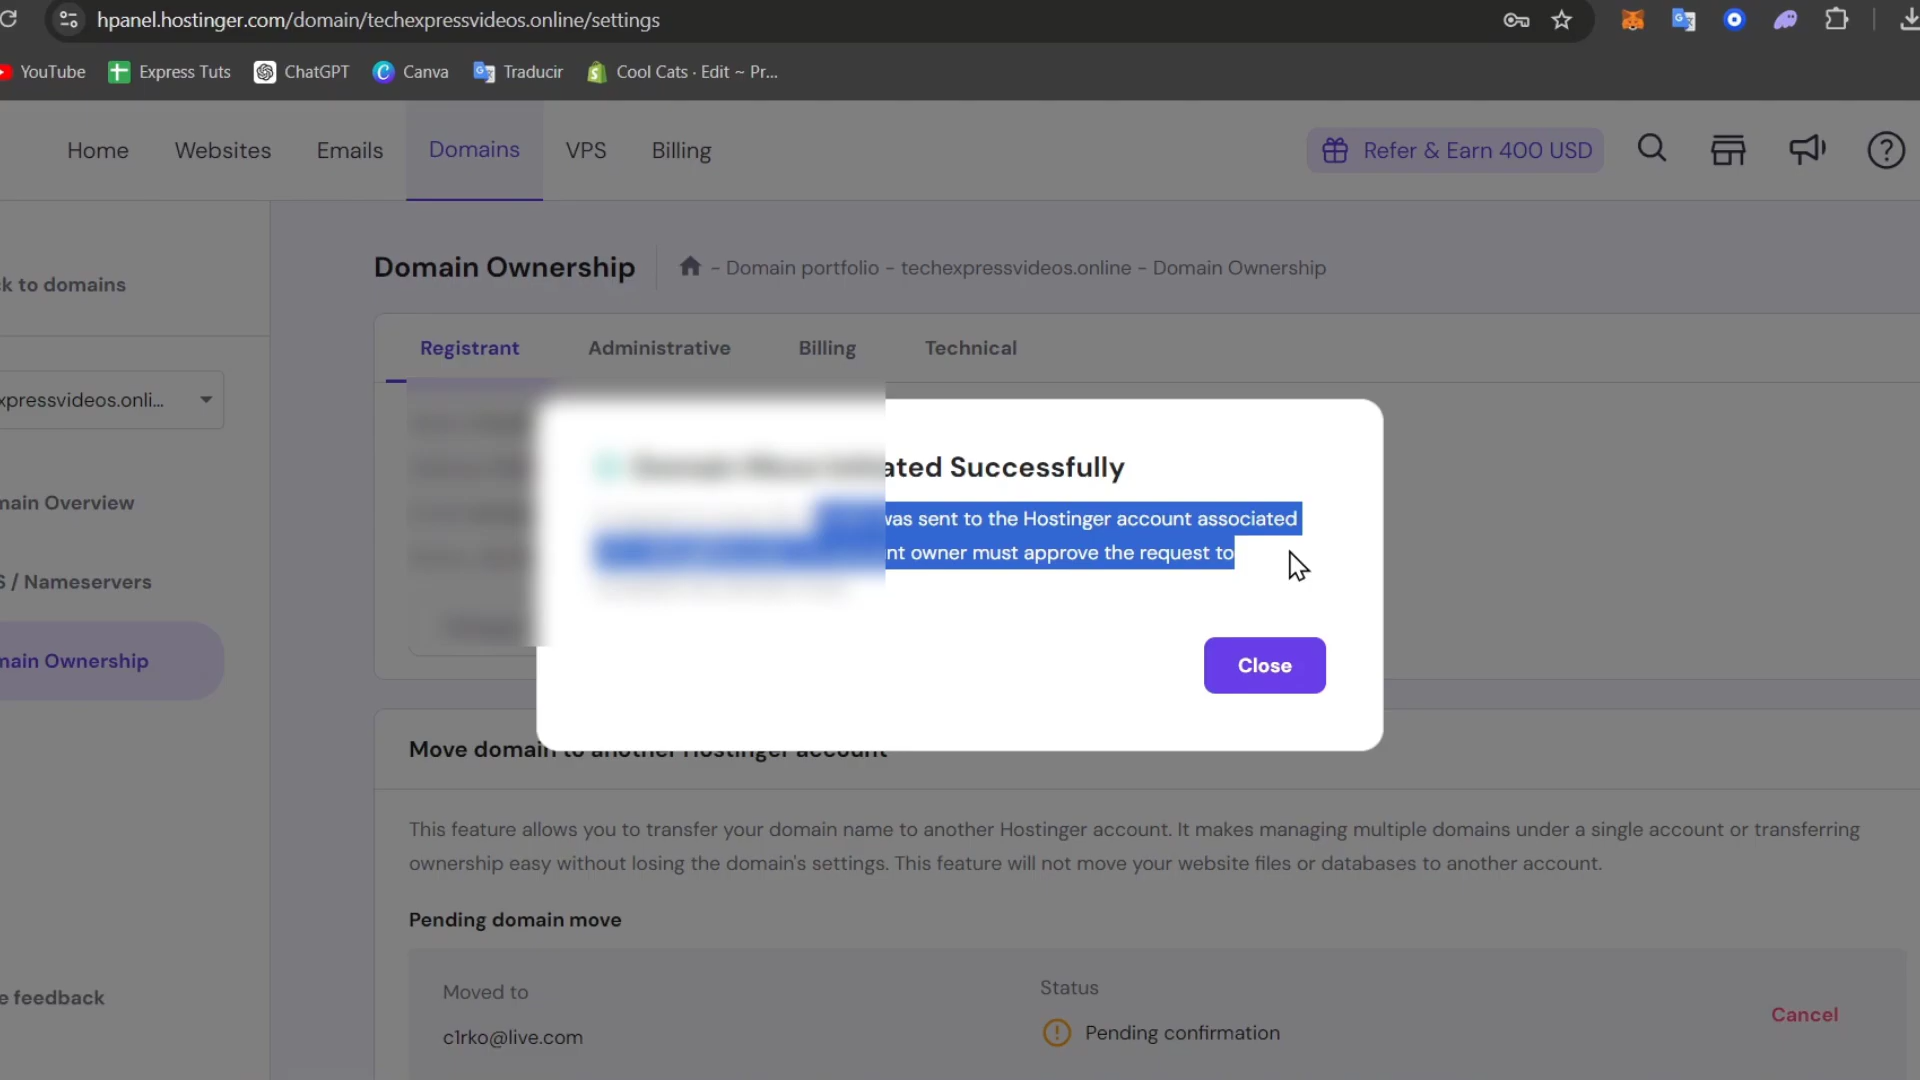 hpanel.hostinger.com/domain/techexpressvideos.online/settings
YouTube Express Tuts ChatGPT Canva Traducir Cool Cats · Edit ~ Pr...
Home Websites Emails Domains VPS Billing Refer & Earn 400 USD
Domain Ownership - Domain portfolio - techexpressvideos.online - Domain Ownership
k to domains
Registrant Administrative Billing Technical
xpressvideos.onli...
ated Successfully
was sent to the Hostinger account associated
nt owner must approve the request to
main Overview
S / Nameservers
main Ownership
Close
Move domain to another Hostinger account
This feature allows you to transfer your domain name to another Hostinger account. It makes managing multiple domains under a single account or transferring
ownership easy without losing the domain's settings. This feature will not move your website files or databases to another account.
Pending domain move
Moved to Status
e feedback
c1rko@live.com Pending confirmation Cancel